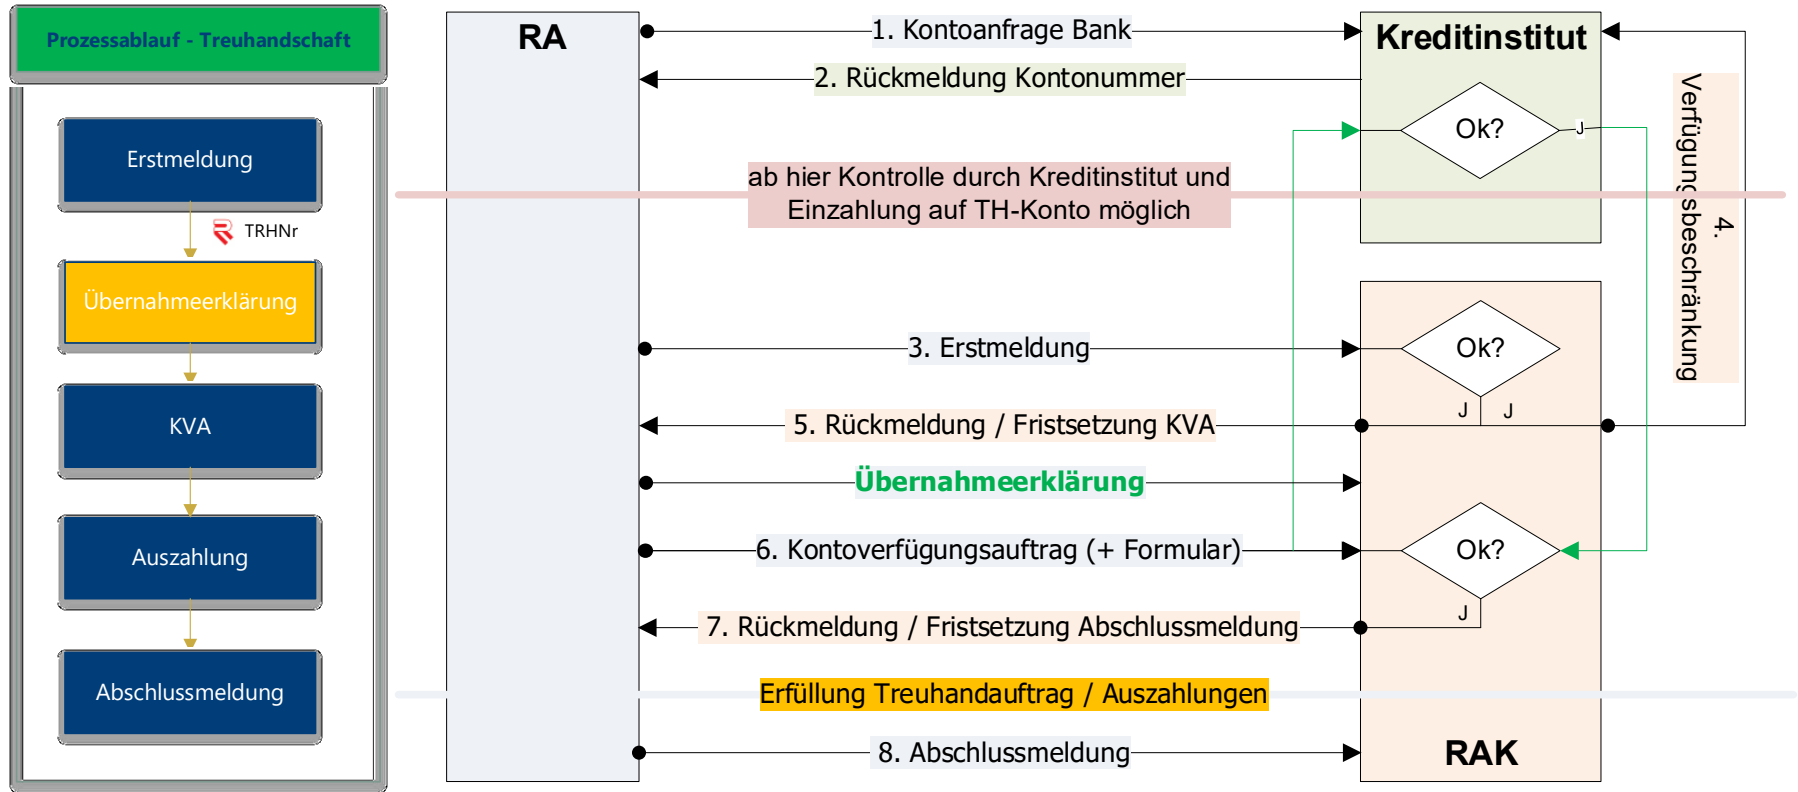 Prozessablauf - Treuhandschaft
Erstmeldung
TRHNr
Übernahmeerklärung
KVA
Auszahlung
Abschlussmeldung
RA
1. Kontoanfrage Bank
Kreditinstitut
2. Rückmeldung Kontonummer
Ok?
J
4.
Verfügungsbeschränkung
ab hier Kontrolle durch Kreditinstitut und
Einzahlung auf TH-Konto möglich
3. Erstmeldung
Ok?
J
J
5. Rückmeldung / Fristsetzung KVA
Übernahmeerklärung
6. Kontoverfügungsauftrag (+ Formular)
Ok?
J
7. Rückmeldung / Fristsetzung Abschlussmeldung
Erfüllung Treuhandauftrag / Auszahlungen
8. Abschlussmeldung
RAK